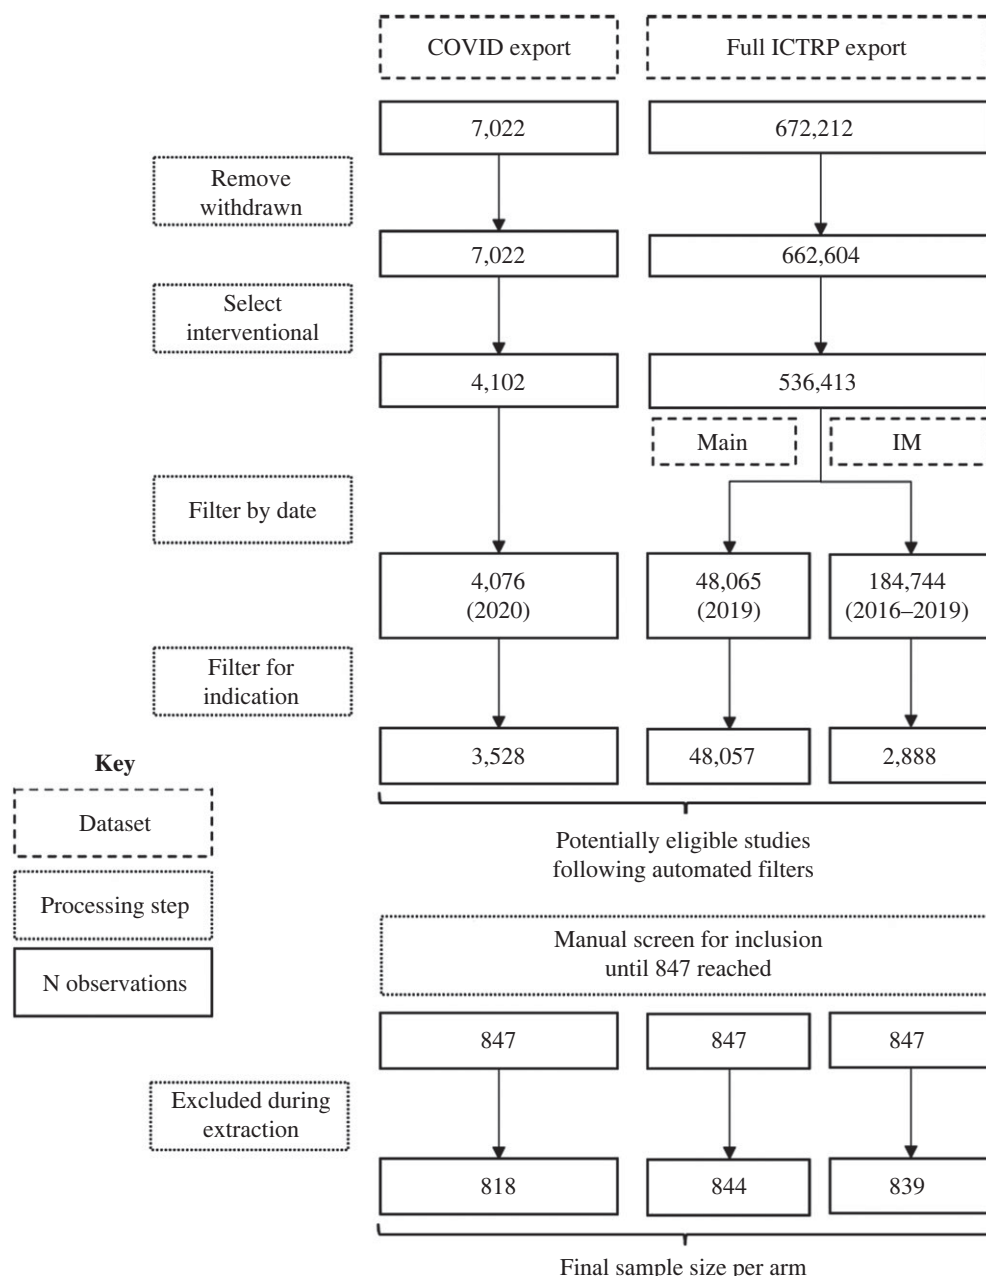 COVID export
Full ICTRP export
7,022
672,212
Remove
withdrawn
7,022
662,604
Select
interventional
4,102
536,413
Main
IM
Filter by date
4,076
(2020)
48,065
(2019)
184,744
(2016–2019)
Filter for
indication
3,528
48,057
2,888
Key
Dataset
Processing step
N observations
Potentially eligible studies
following automated filters
Manual screen for inclusion
until 847 reached
847
847
847
Excluded during
extraction
818
844
839
Final sample size per arm